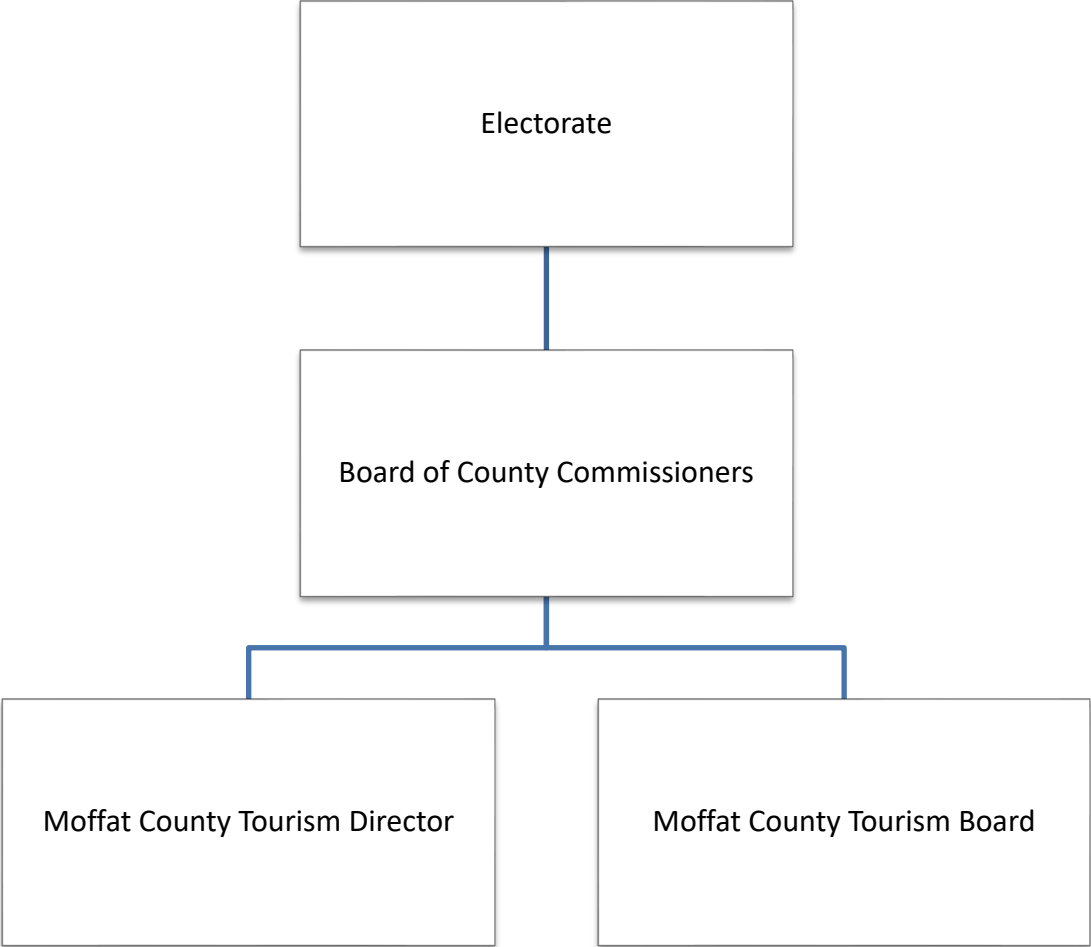 Electorate
Board of County Commissioners
Moffat County Tourism Director
Moffat County Tourism Board